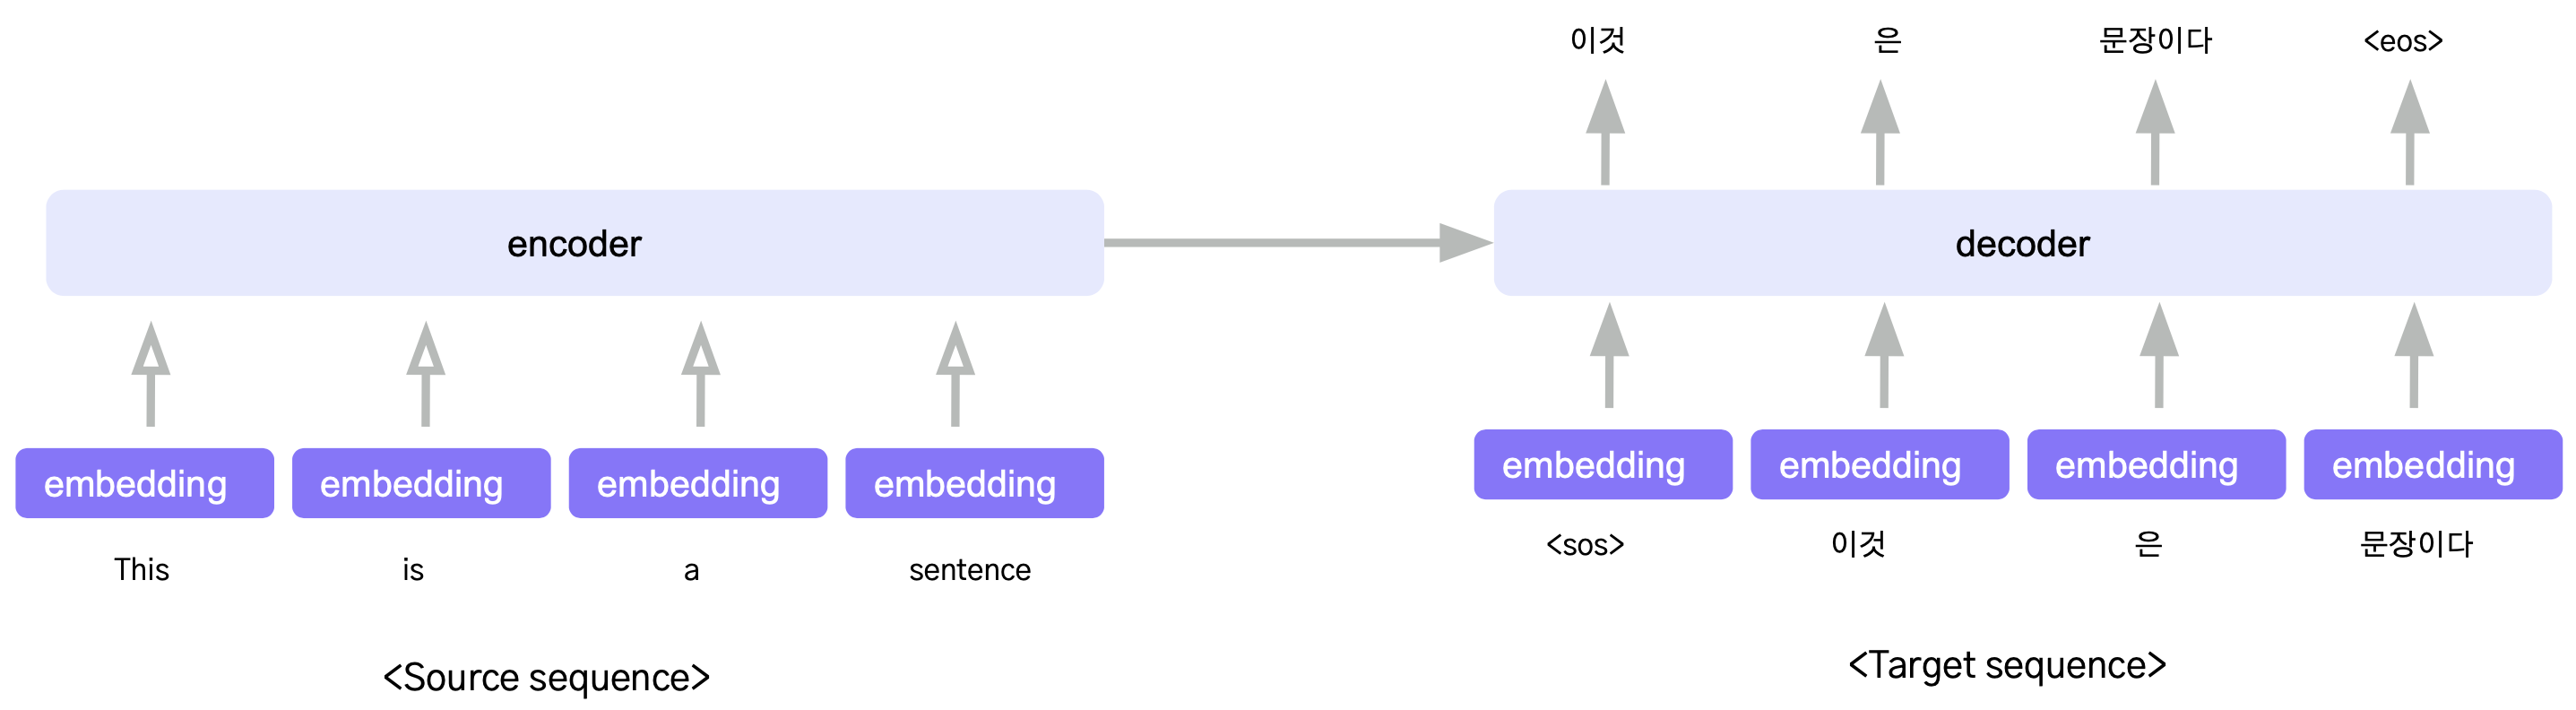 이것 은 문장이다 <eos>
encoder decoder
embedding embedding embedding embedding embedding embedding embedding embedding
<sos> 이것 은 문장이다
This is a sentence
<Source sequence> <Target sequence>